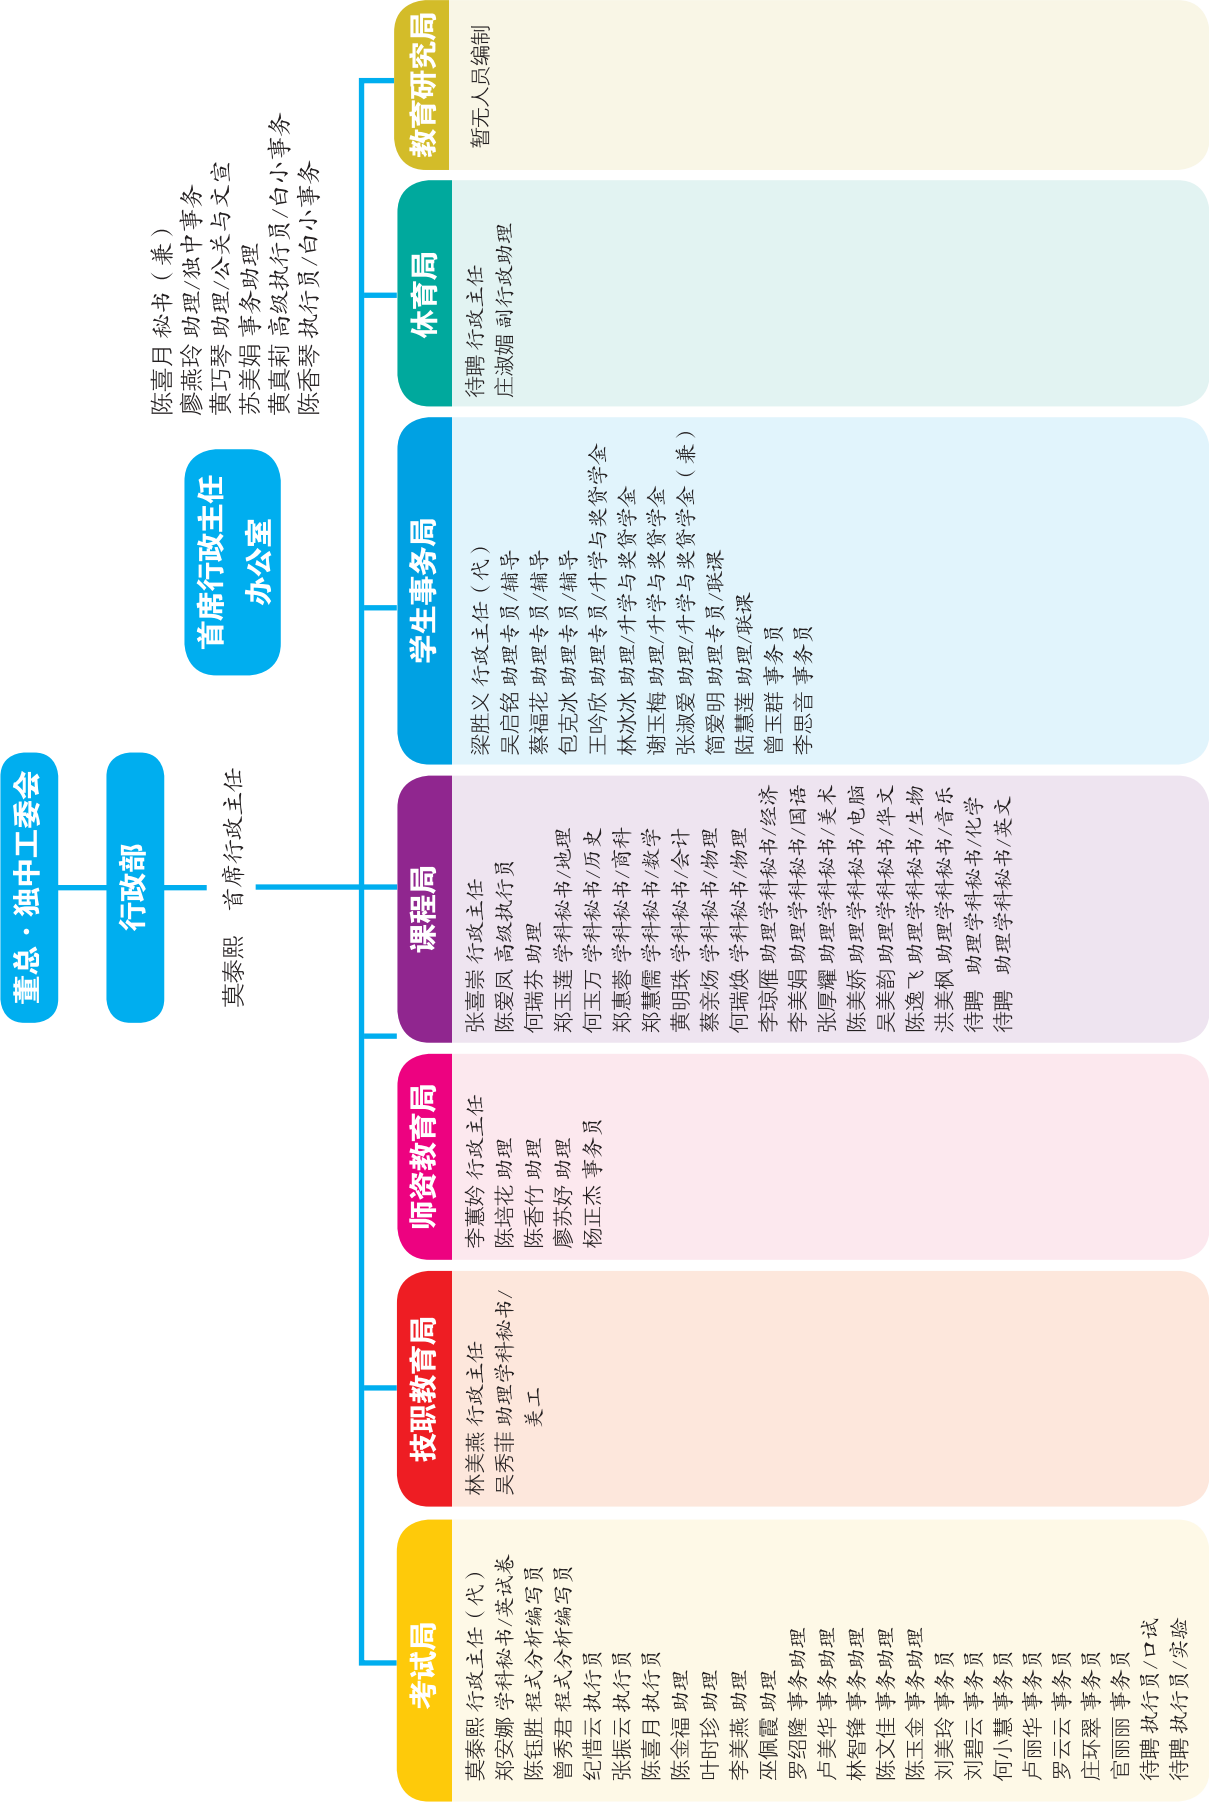 董总·独中工委会
行政部
莫泰熙 首席行政主任
首席行政主任
办公室
陈喜月 秘书（兼）
廖燕玲 助理/独中事务
黄巧琴 助理/公关与文宣
苏美娟 事务助理
黄真莉 高级执行员/白小事务
陈香琴 执行员/白小事务
考试局
莫泰熙 行政主任（代）
郑安娜 学科秘书/英试卷
陈钰胜 程式分析编写员
曾秀君 程式分析编写员
纪惜云 执行员
张振云 执行员
陈喜月 执行员
陈金福 助理
叶时珍 助理
李美燕 助理
巫佩霞 助理
罗绍隆 事务助理
卢美华 事务助理
林智锋 事务助理
陈文佳 事务助理
陈玉金 事务助理
刘美玲 事务员
刘碧云 事务员
何小慧 事务员
卢丽华 事务员
罗云云 事务员
庄环翠 事务员
官丽丽 事务员
待聘 执行员/口试
待聘 执行员/实验
技职教育局
林美燕 行政主任
吴秀菲 助理学科秘书/
美工
师资教育局
李蕙妗 行政主任
陈培花 助理
陈香竹 助理
廖苏妤 助理
杨正杰 事务员
课程局
张喜崇 行政主任
陈爱凤 高级执行员
何瑞芬 助理
郑玉莲 学科秘书/地理
何玉万 学科秘书/历史
郑惠蓉 学科秘书/商科
郑慧儒 学科秘书/数学
黄明珠 学科秘书/会计
蔡亲炀 学科秘书/物理
何瑞焕 学科秘书/物理
李琼雁 助理学科秘书/经济
李美娟 助理学科秘书/国语
张厚耀 助理学科秘书/美术
陈美娇 助理学科秘书/电脑
吴美韵 助理学科秘书/华文
陈逸飞 助理学科秘书/生物
洪美枫 助理学科秘书/音乐
待聘 助理学科秘书/化学
待聘 助理学科秘书/英文
学生事务局
梁胜义 行政主任（代）
吴启铭 助理专员/辅导
蔡福花 助理专员/辅导
包克冰 助理专员/辅导
王吟欣 助理专员/升学与奖贷学金
林冰冰 助理/升学与奖贷学金
谢玉梅 助理/升学与奖贷学金
张淑爱 助理/升学与奖贷学金（兼）
简爱明 助理专员/联课
陆慧莲 助理/联课
曾玉群 事务员
李思音 事务员
休育局
待聘 行政主任
庄淑媚 副行政助理
教育研究局
暂无人员编制